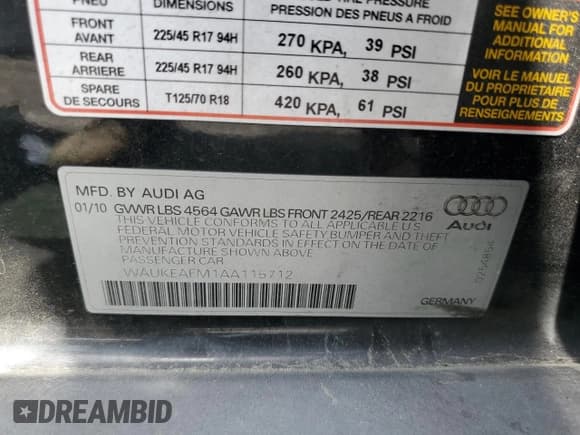 PNEU DIMENSIONS PRESSION DES PNEUS A FROID
FRONT AVANT 225/45 R17 94H 270 KPA, 39 PSI
REAR ARRIERE 225/45 R17 94H 260 KPA, 38 PSI
SPARE DE SECOURS T125/70 R18 420 KPA, 61 PSI
SEE OWNER'S
MANUAL FOR
ADDITIONAL
INFORMATION
VOIR LE MANUEL
DU PROPRIETAIRE
POUR PLUS DE
RENSEIGNEMENTS
MFD. BY AUDI AG
01/10 GVWR LBS 4564 GAWR LBS FRONT 2425/REAR 2216
THIS VEHICLE CONFORMS TO ALL APPLICABLE U.S
FEDERAL MOTOR VEHICLE SAFETY BUMPER AND THEFT
PREVENTION STANDARDS IN EFFECT ON THE DATE OF
MANUFACTURE SHOWN ABOVE
PASSENGER CAR
WAUKEAFM1AA115712
Audi
GERMANY
DREAMBID